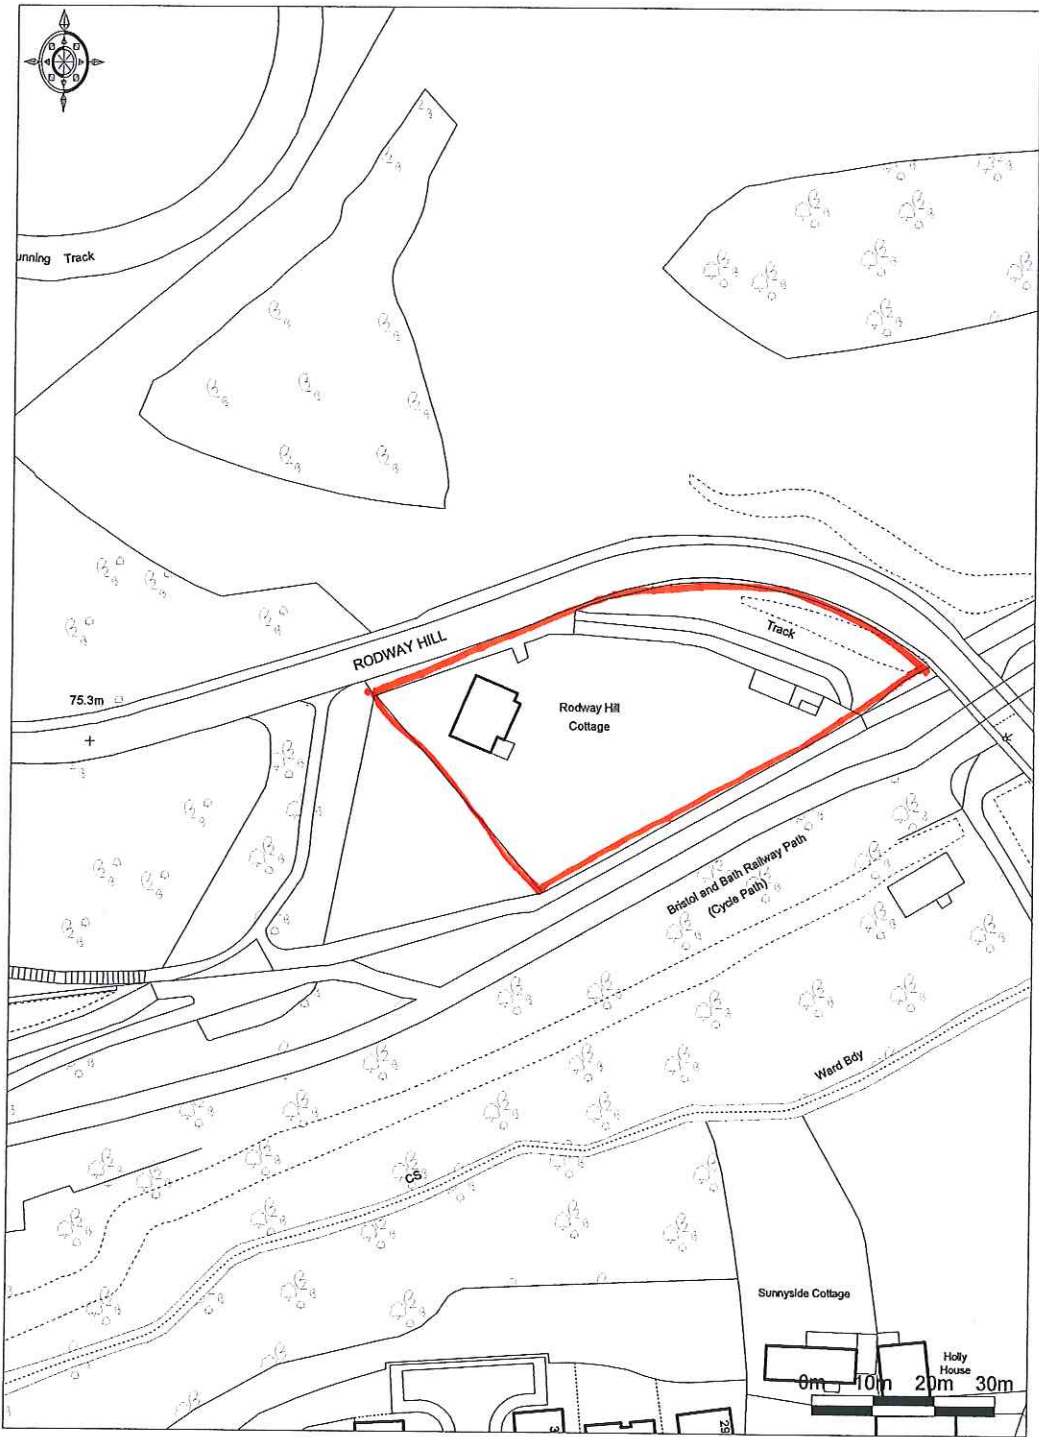 unning Track
RODWAY HILL
Track
75.3m
Rodway Hill
Cottage
Bristol and Bath Railway Path
(Cycle Path)
Ward Bdy
CS
Sunnyside Cottage
Holly
House
0m 10m 20m 30m
3
29